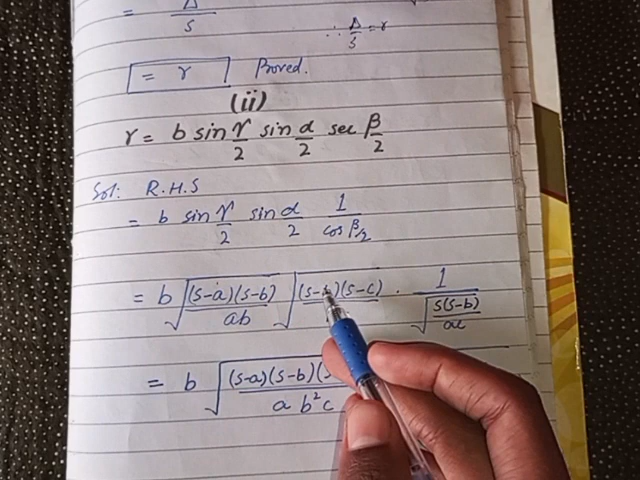 = Δ/s ∴ Δ/s = r
= r Proved.
(ii)
r = b sin γ/2 sin α/2 sec β/2
Sol: R.H.S
= b sin γ/2 sin α/2 1/cos β/2
= b √((s-a)(s-b)/ab) √((s-b)(s-c)/ ) · 1/√(s(s-b)/ac)
= b √((s-a)(s-b)(s / a b²c